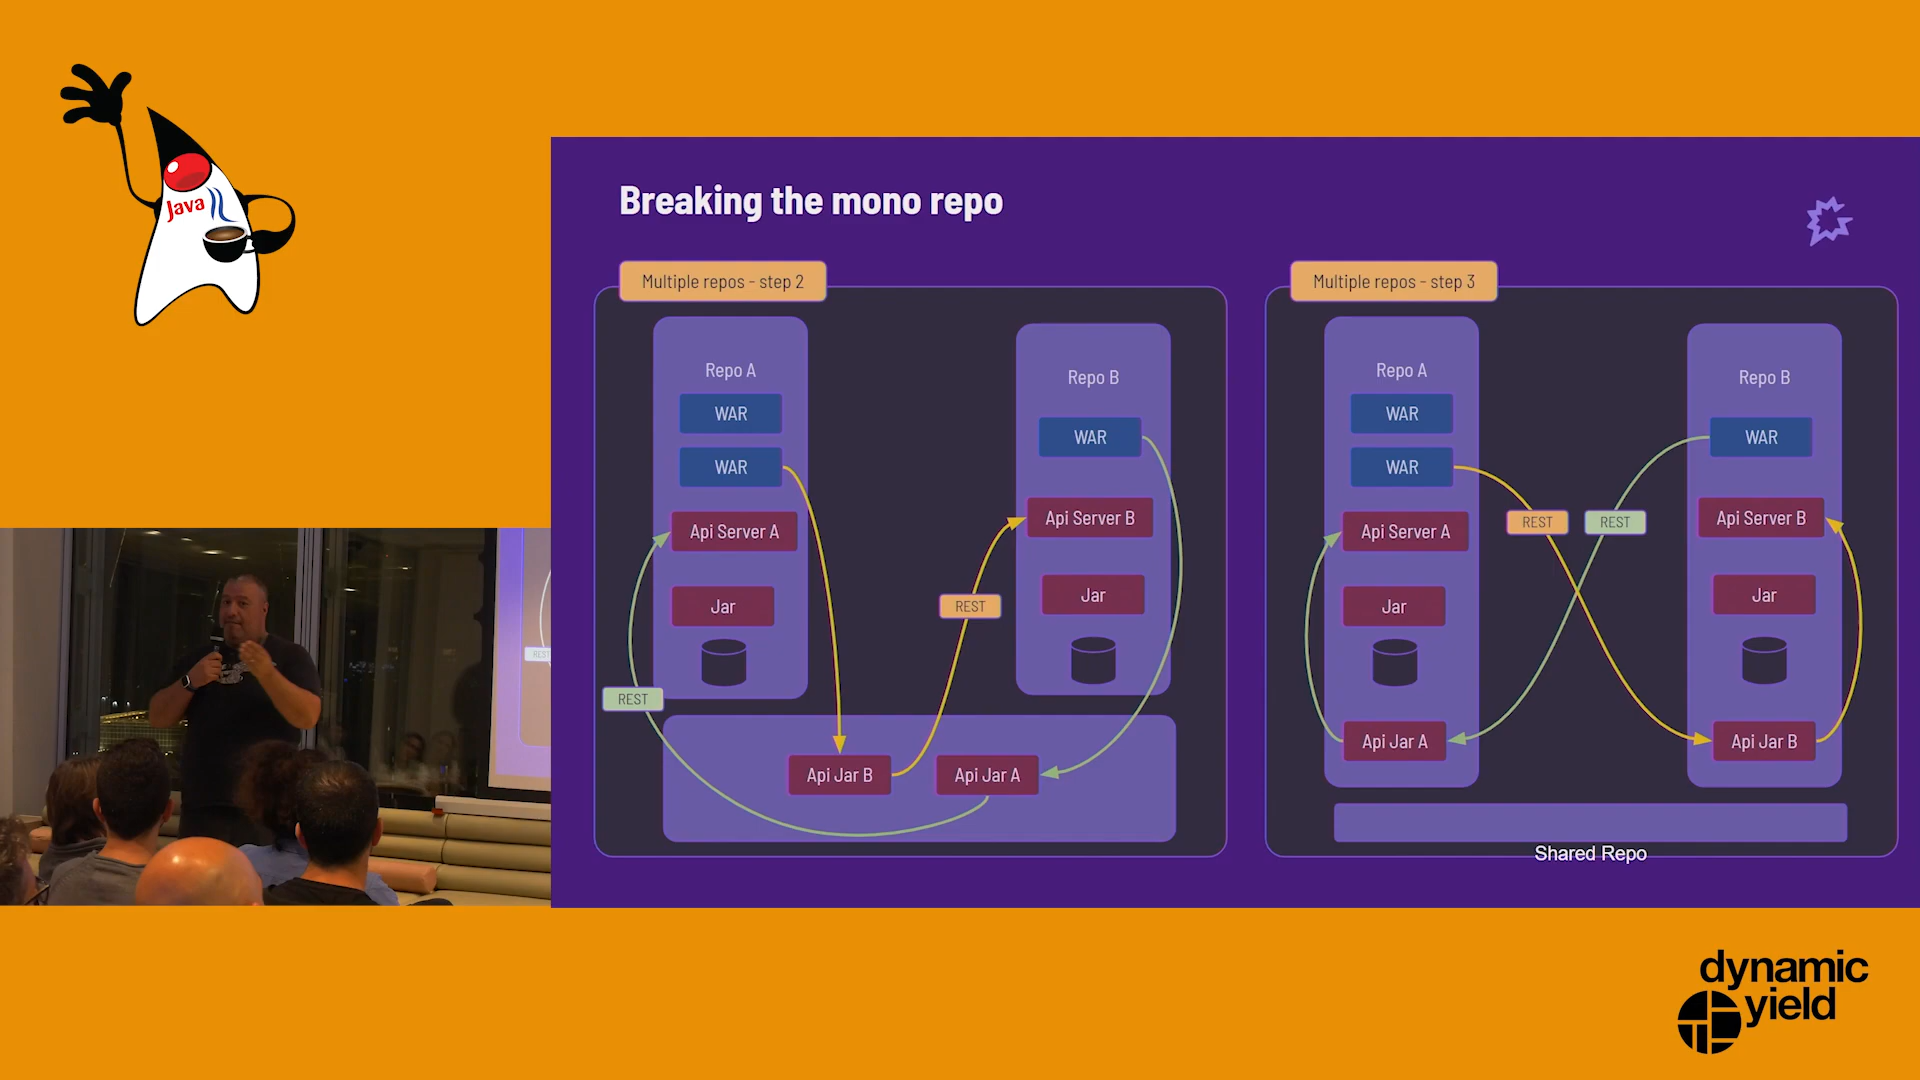 Java
Breaking the mono repo
Multiple repos - step 2
Repo A
WAR
WAR
Api Server A
Jar
REST
Repo B
WAR
Api Server B
Jar
REST
Api Jar B
Api Jar A
Multiple repos - step 3
Repo A
WAR
WAR
Api Server A
Jar
Api Jar A
REST
REST
Repo B
WAR
Api Server B
Jar
Api Jar B
Shared Repo
REST
dynamic
yield